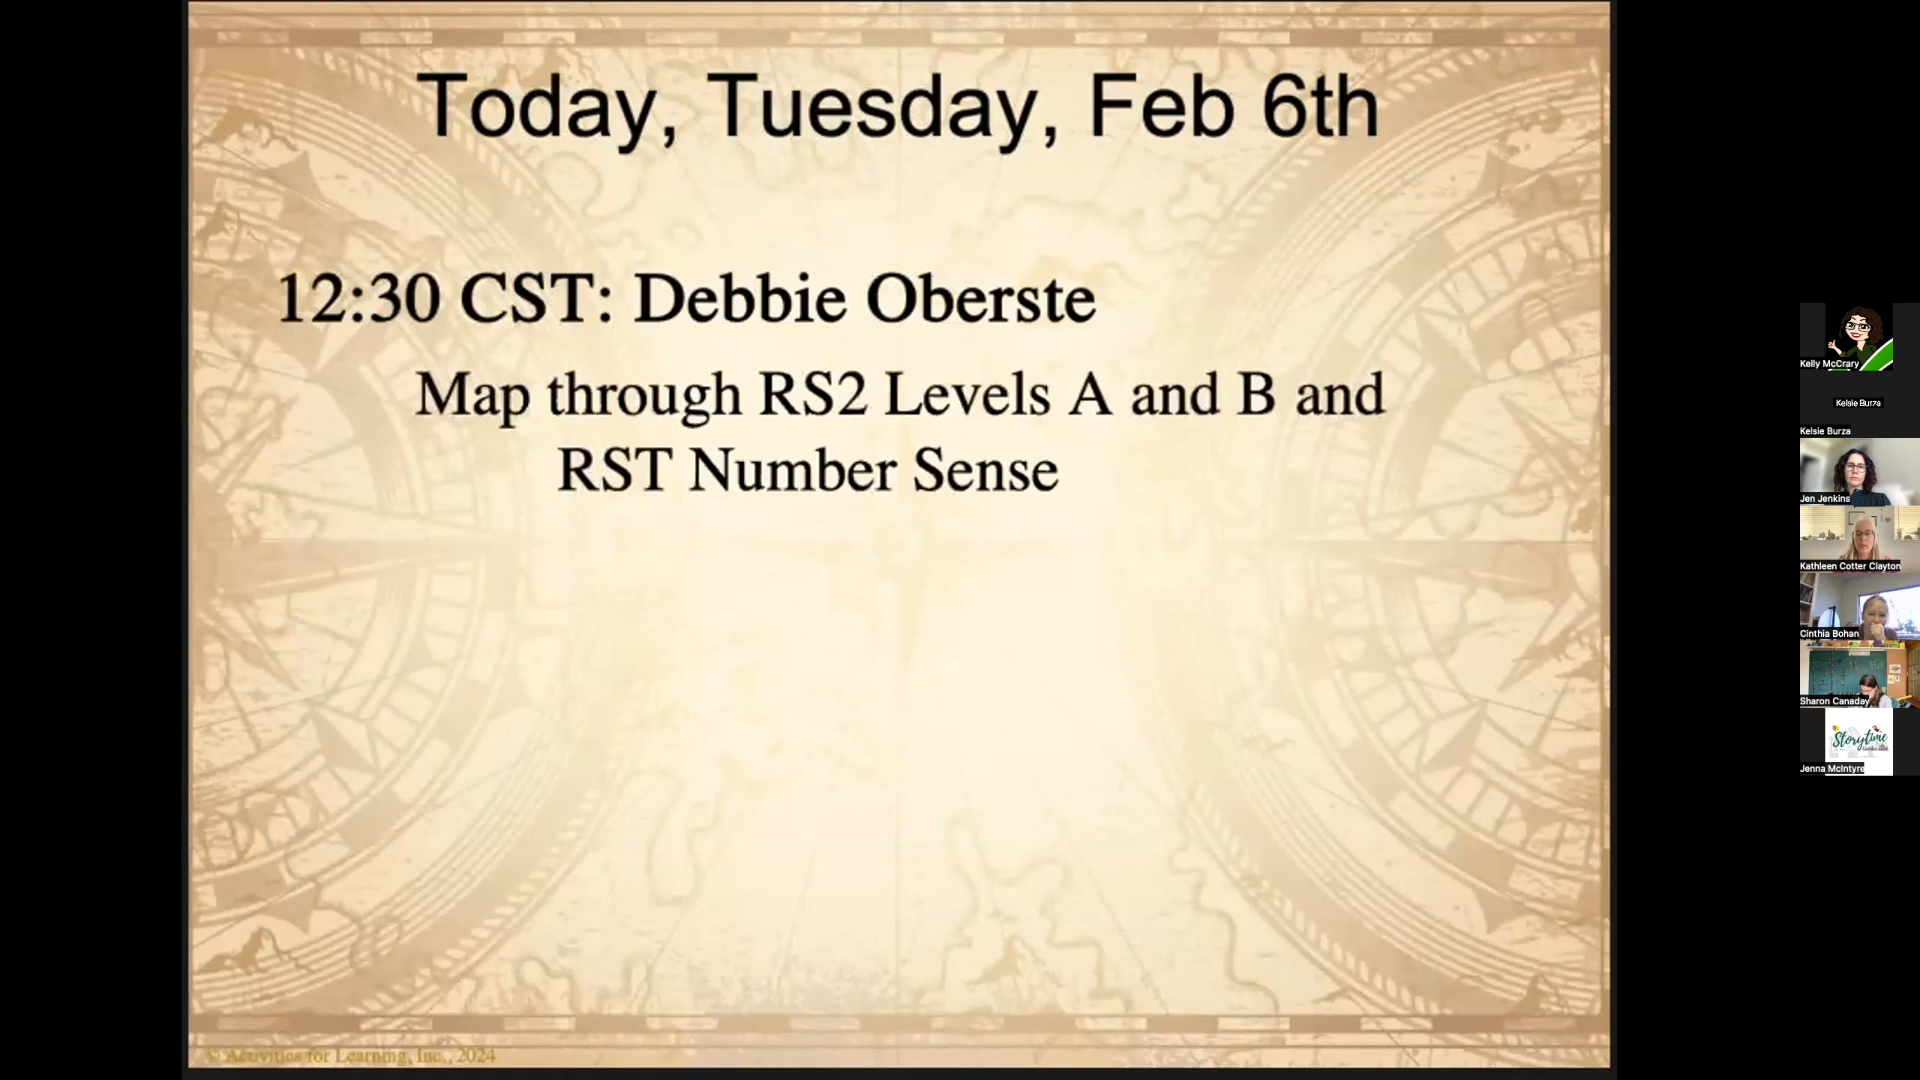 Today, Tuesday, Feb 6th
12:30 CST: Debbie Oberste
Map through RS2 Levels A and B and
RST Number Sense
© Activities for Learning, Inc., 2024
Kelly McCrary
Kelsie Burza
Kelsie Burza
Jen Jenkins
Kathleen Cotter Clayton
Cinthia Bohan
Sharon Canaday
Storytime
Jenna McIntyre